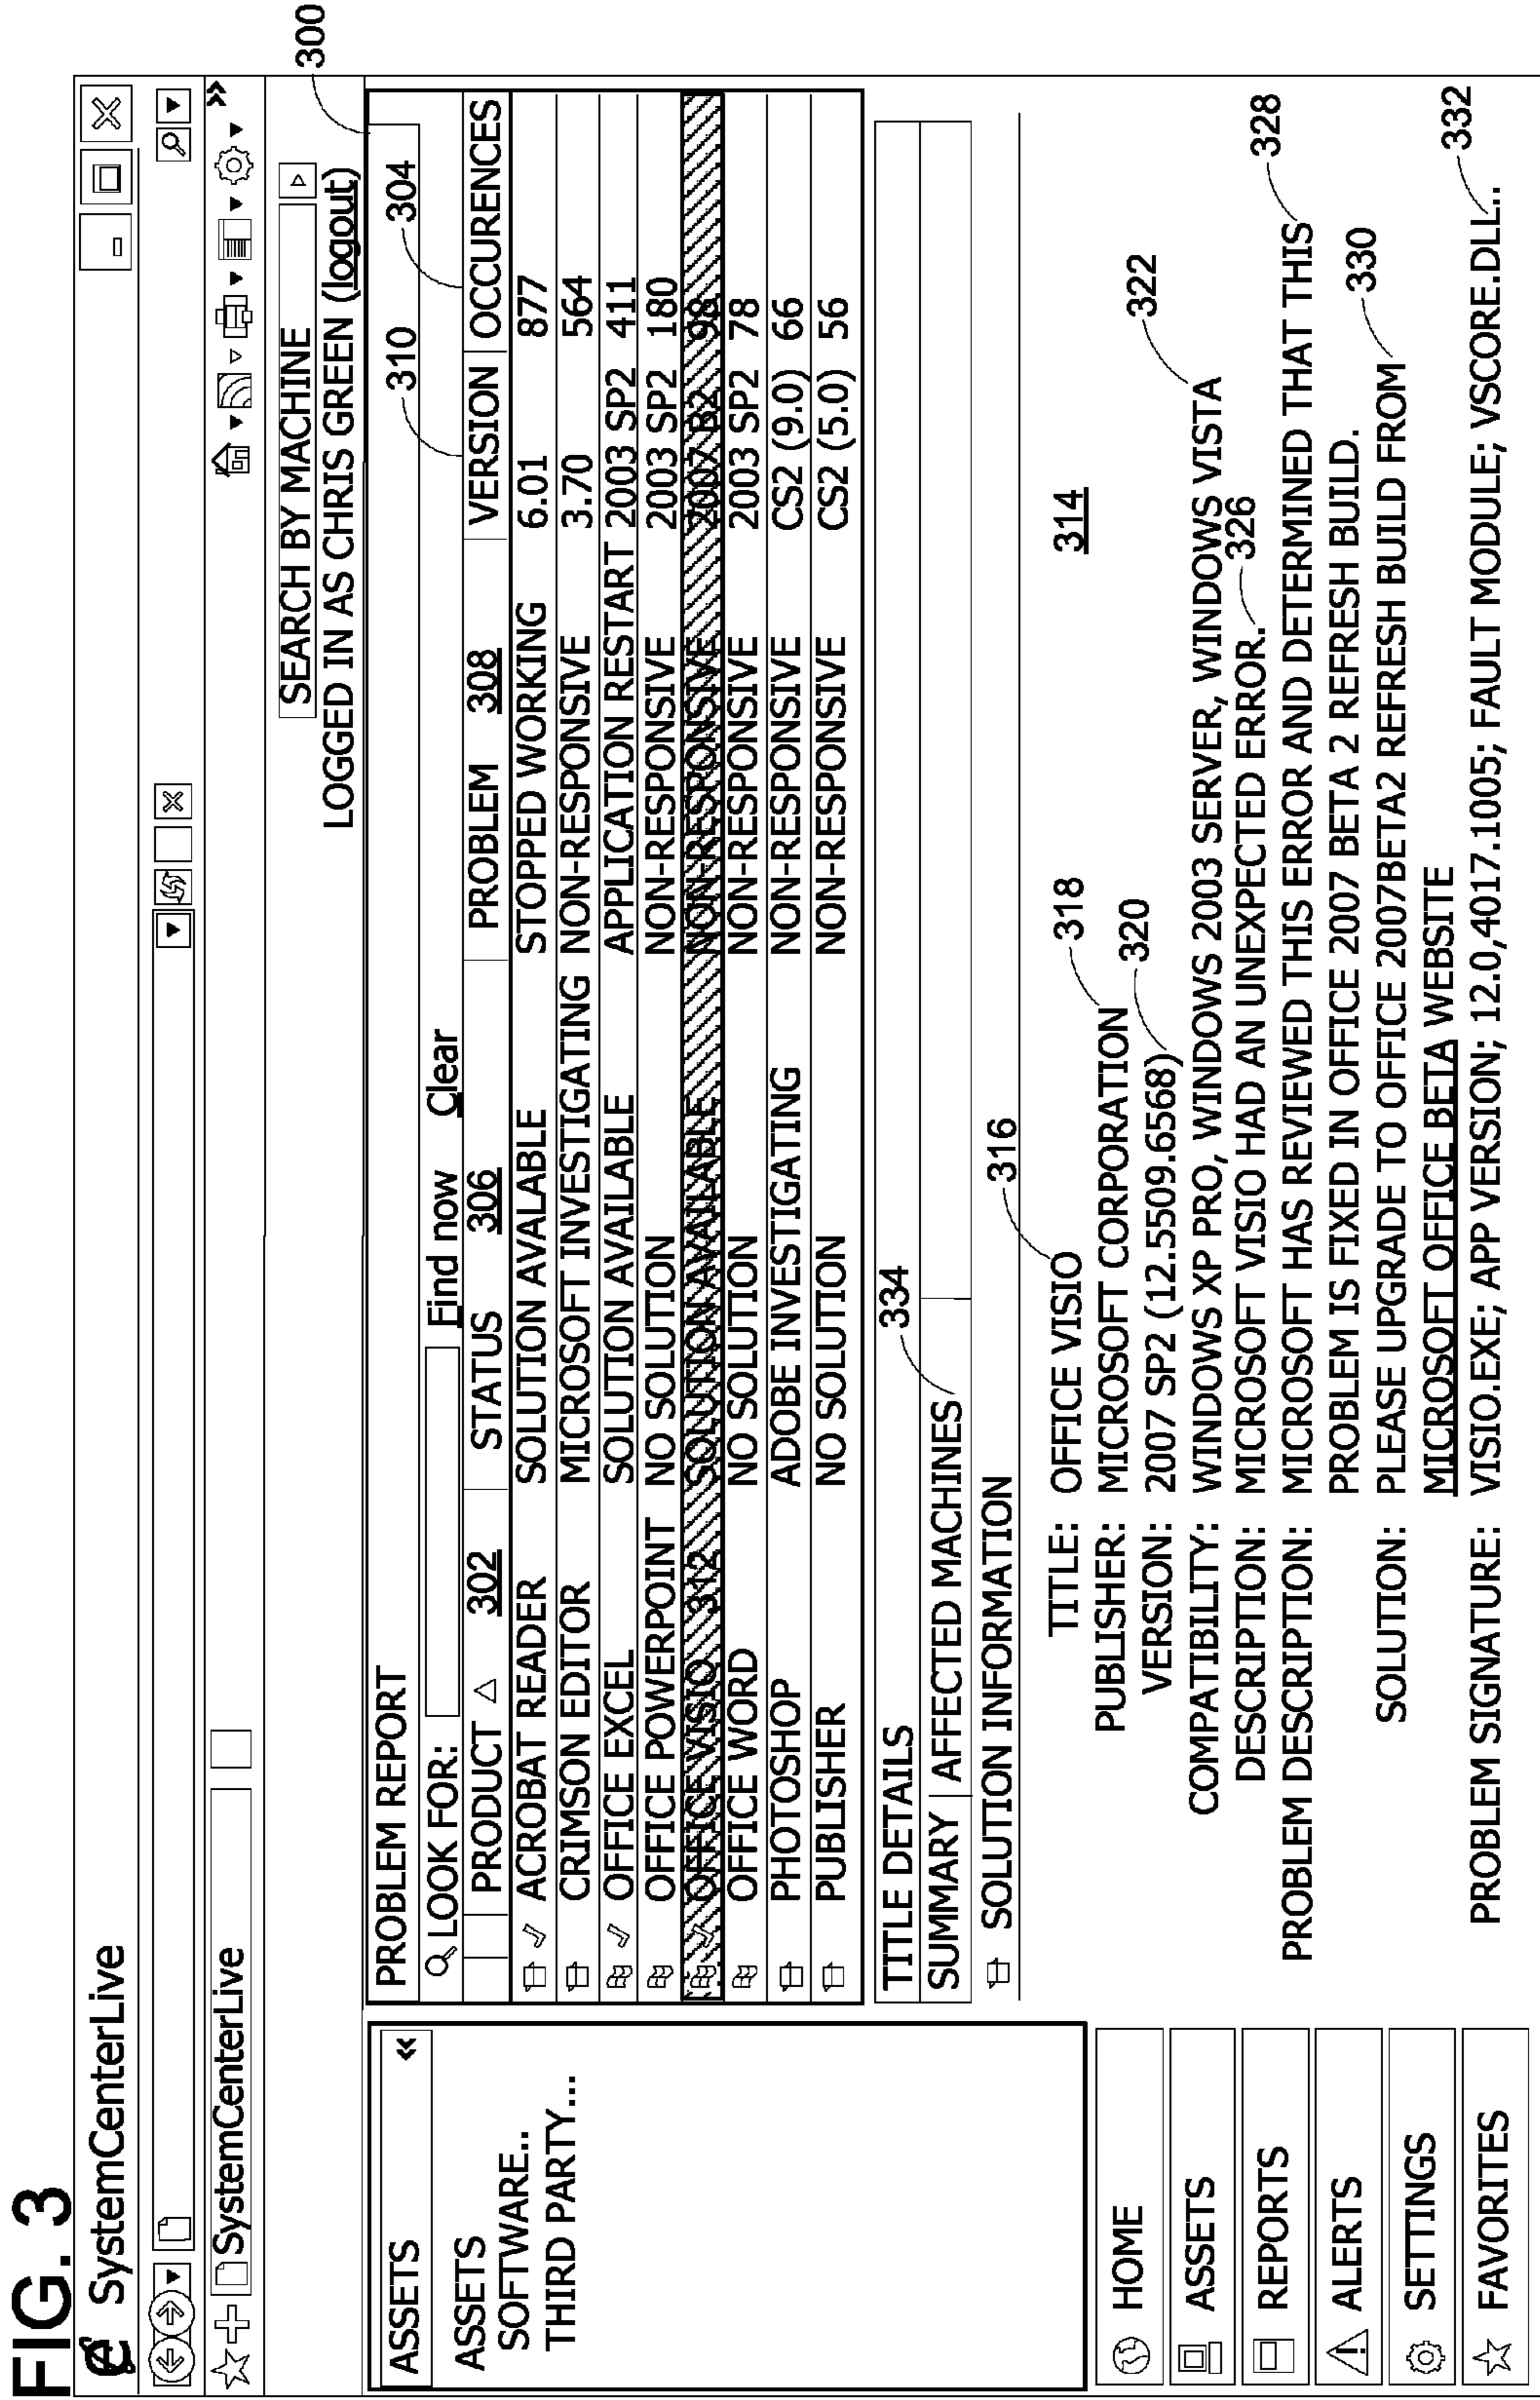 FIG. 3
SystemCenterLive
SystemCenterLive
SEARCH BY MACHINE
LOGGED IN AS CHRIS GREEN (logout)
300
ASSETS «
ASSETS
SOFTWARE..
THIRD PARTY...
HOME
ASSETS
REPORTS
ALERTS
SETTINGS
FAVORITES
PROBLEM REPORT 310 304
LOOK FOR: Find now Clear
PRODUCT 302 STATUS 306 PROBLEM 308 VERSION OCCURENCES
ACROBAT READER SOLUTION AVALABLE STOPPED WORKING 6.01 877
CRIMSON EDITOR MICROSOFT INVESTIGATING NON-RESPONSIVE 3.70 564
OFFICE EXCEL SOLUTION AVAILABLE APPLICATION RESTART 2003 SP2 411
OFFICE POWERPOINT NO SOLUTION NON-RESPONSIVE 2003 SP2 180
OFFICE VISIO 312 SOLUTION AVAILABLE NON-RESPONSIVE 2007 B2 98
OFFICE WORD NO SOLUTION NON-RESPONSIVE 2003 SP2 78
PHOTOSHOP ADOBE INVESTIGATING NON-RESPONSIVE CS2 (9.0) 66
PUBLISHER NO SOLUTION NON-RESPONSIVE CS2 (5.0) 56
TITLE DETAILS 334
SUMMARY AFFECTED MACHINES
SOLUTION INFORMATION 316
314
TITLE: OFFICE VISIO 318
PUBLISHER: MICROSOFT CORPORATION 320
VERSION: 2007 SP2 (12.5509.6568) 322
COMPATIBILITY: WINDOWS XP PRO, WINDOWS 2003 SERVER, WINDOWS VISTA
DESCRIPTION: MICROSOFT VISIO HAD AN UNEXPECTED ERROR. 326
PROBLEM DESCRIPTION: MICROSOFT HAS REVIEWED THIS ERROR AND DETERMINED THAT THIS 328
PROBLEM IS FIXED IN OFFICE 2007 BETA 2 REFRESH BUILD.
SOLUTION: PLEASE UPGRADE TO OFFICE 2007BETA2 REFRESH BUILD FROM 330
MICROSOFT OFFICE BETA WEBSITE
PROBLEM SIGNATURE: VISIO.EXE; APP VERSION; 12.0,4017.1005; FAULT MODULE; VSCORE.DLL.. 332